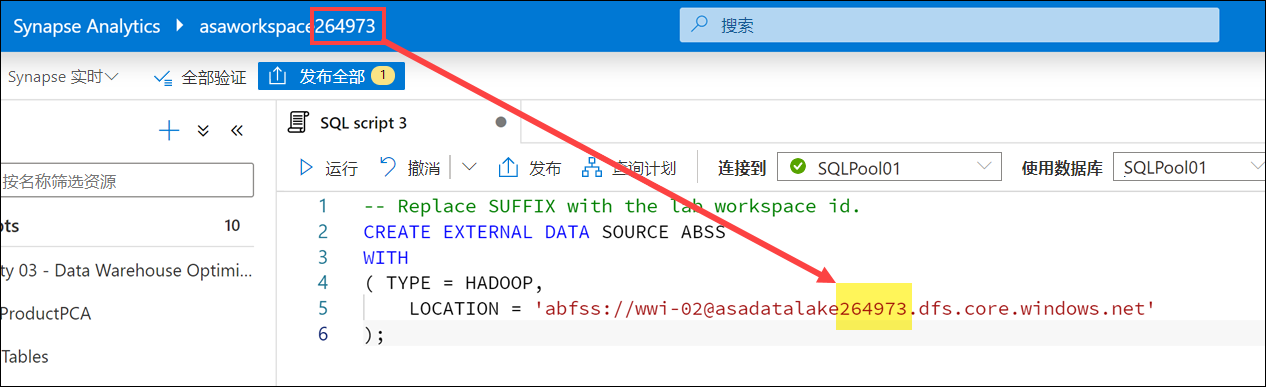 Synapse Analytics ▸ asaworkspace264973
搜索
Synapse 实时
全部验证
发布全部 1
SQL script 3
运行
撤消
发布
查询计划
连接到
SQLPool01
使用数据库
SQLPool01
按名称筛选资源
pts 10
ty 03 - Data Warehouse Optimi...
ProductPCA
Tables
1 -- Replace SUFFIX with the lab workspace id.
2 CREATE EXTERNAL DATA SOURCE ABSS
3 WITH
4 ( TYPE = HADOOP,
5 LOCATION = 'abfss://wwi-02@asadatalake264973.dfs.core.windows.net'
6 );